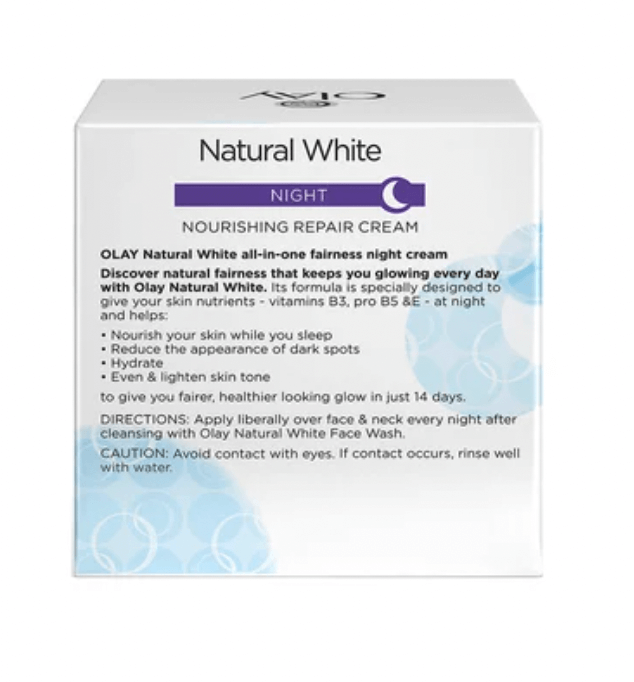 OLAY
Natural White
NIGHT
NOURISHING REPAIR CREAM
OLAY Natural White all-in-one fairness night cream
Discover natural fairness that keeps you glowing every day
with Olay Natural White. Its formula is specially designed to
give your skin nutrients - vitamins B3, pro B5 &E - at night
and helps:
• Nourish your skin while you sleep
• Reduce the appearance of dark spots
• Hydrate
• Even & lighten skin tone
to give you fairer, healthier looking glow in just 14 days.
DIRECTIONS: Apply liberally over face & neck every night after
cleansing with Olay Natural White Face Wash.
CAUTION: Avoid contact with eyes. If contact occurs, rinse well
with water.